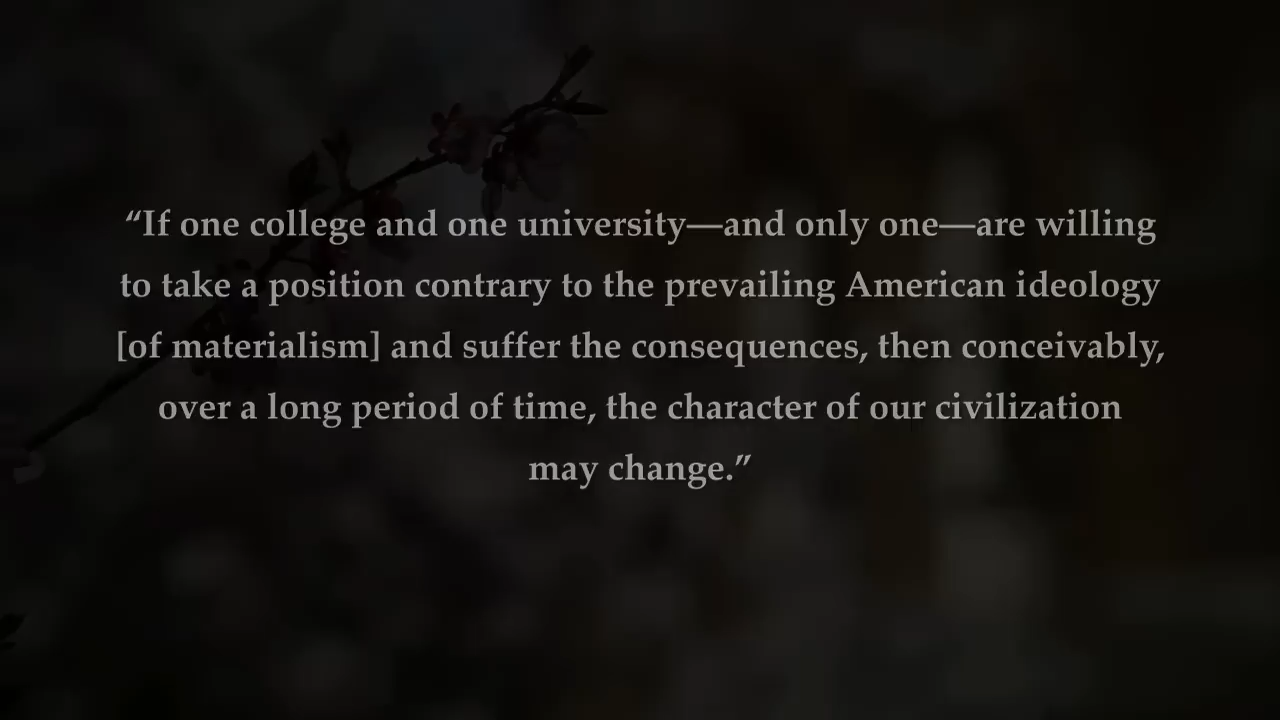 “If one college and one university—and only one—are willing
to take a position contrary to the prevailing American ideology
[of materialism] and suffer the consequences, then conceivably,
over a long period of time, the character of our civilization
may change.”